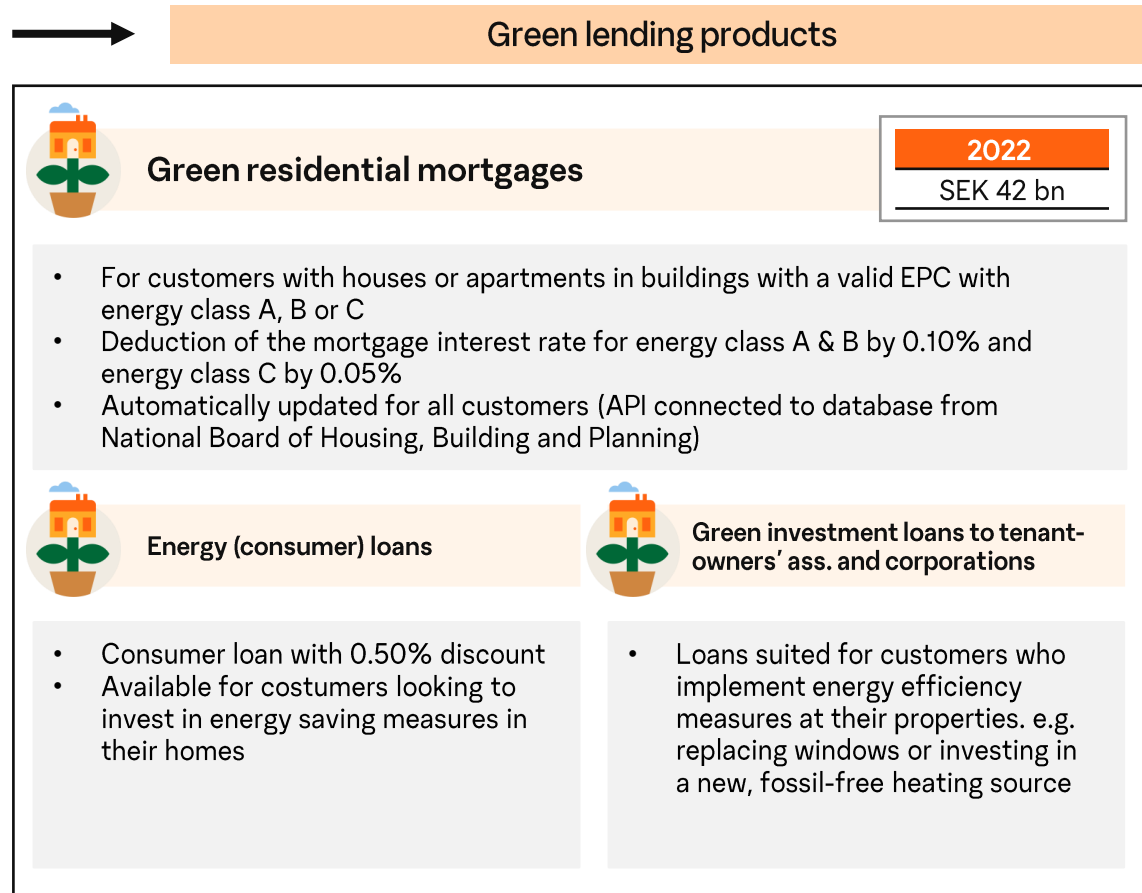 Green lending products
Green residential mortgages
2022
SEK 42 bn
• For customers with houses or apartments in buildings with a valid EPC with
energy class A, B or C
• Deduction of the mortgage interest rate for energy class A & B by 0.10% and
energy class C by 0.05%
• Automatically updated for all customers (API connected to database from
National Board of Housing, Building and Planning)
Energy (consumer) loans
• Consumer loan with 0.50% discount
• Available for costumers looking to
invest in energy saving measures in
their homes
Green investment loans to tenant-
owners’ ass. and corporations
• Loans suited for customers who
implement energy efficiency
measures at their properties. e.g.
replacing windows or investing in
a new, fossil-free heating source